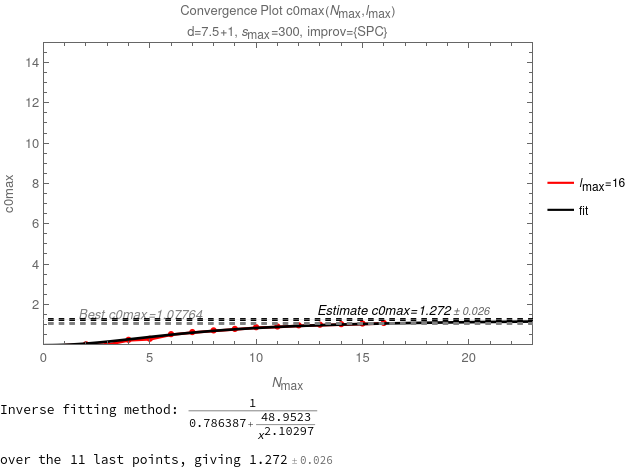 Convergence Plot c0max(Nmax,lmax)
d=7.5+1, smax=300, improv={SPC}
14
12
10
8
6
4
2
c0max
Best c0max=1.07764
Estimate c0max=1.272 ± 0.026
0 5 10 15 20
Nmax
lmax=16
fit
Inverse fitting method: 1
0.786387+ 48.9523
x2.10297
over the 11 last points, giving 1.272 ± 0.026